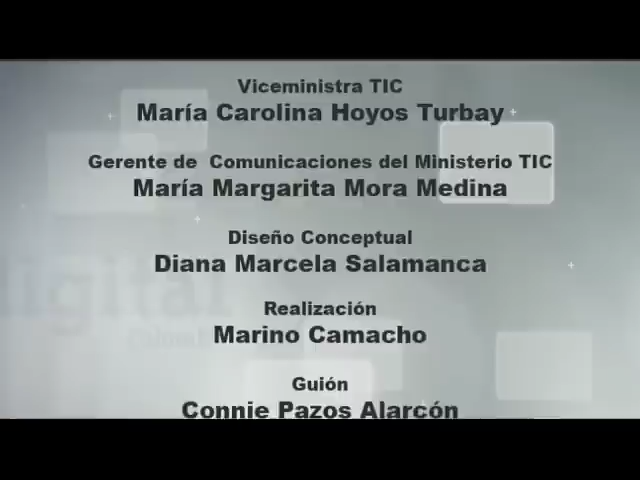 Viceministra TIC
María Carolina Hoyos Turbay
Gerente de Comunicaciones del Ministerio TIC
María Margarita Mora Medina
Diseño Conceptual
Diana Marcela Salamanca
Realización
Marino Camacho
Guión
Connie Pazos Alarcón
digital